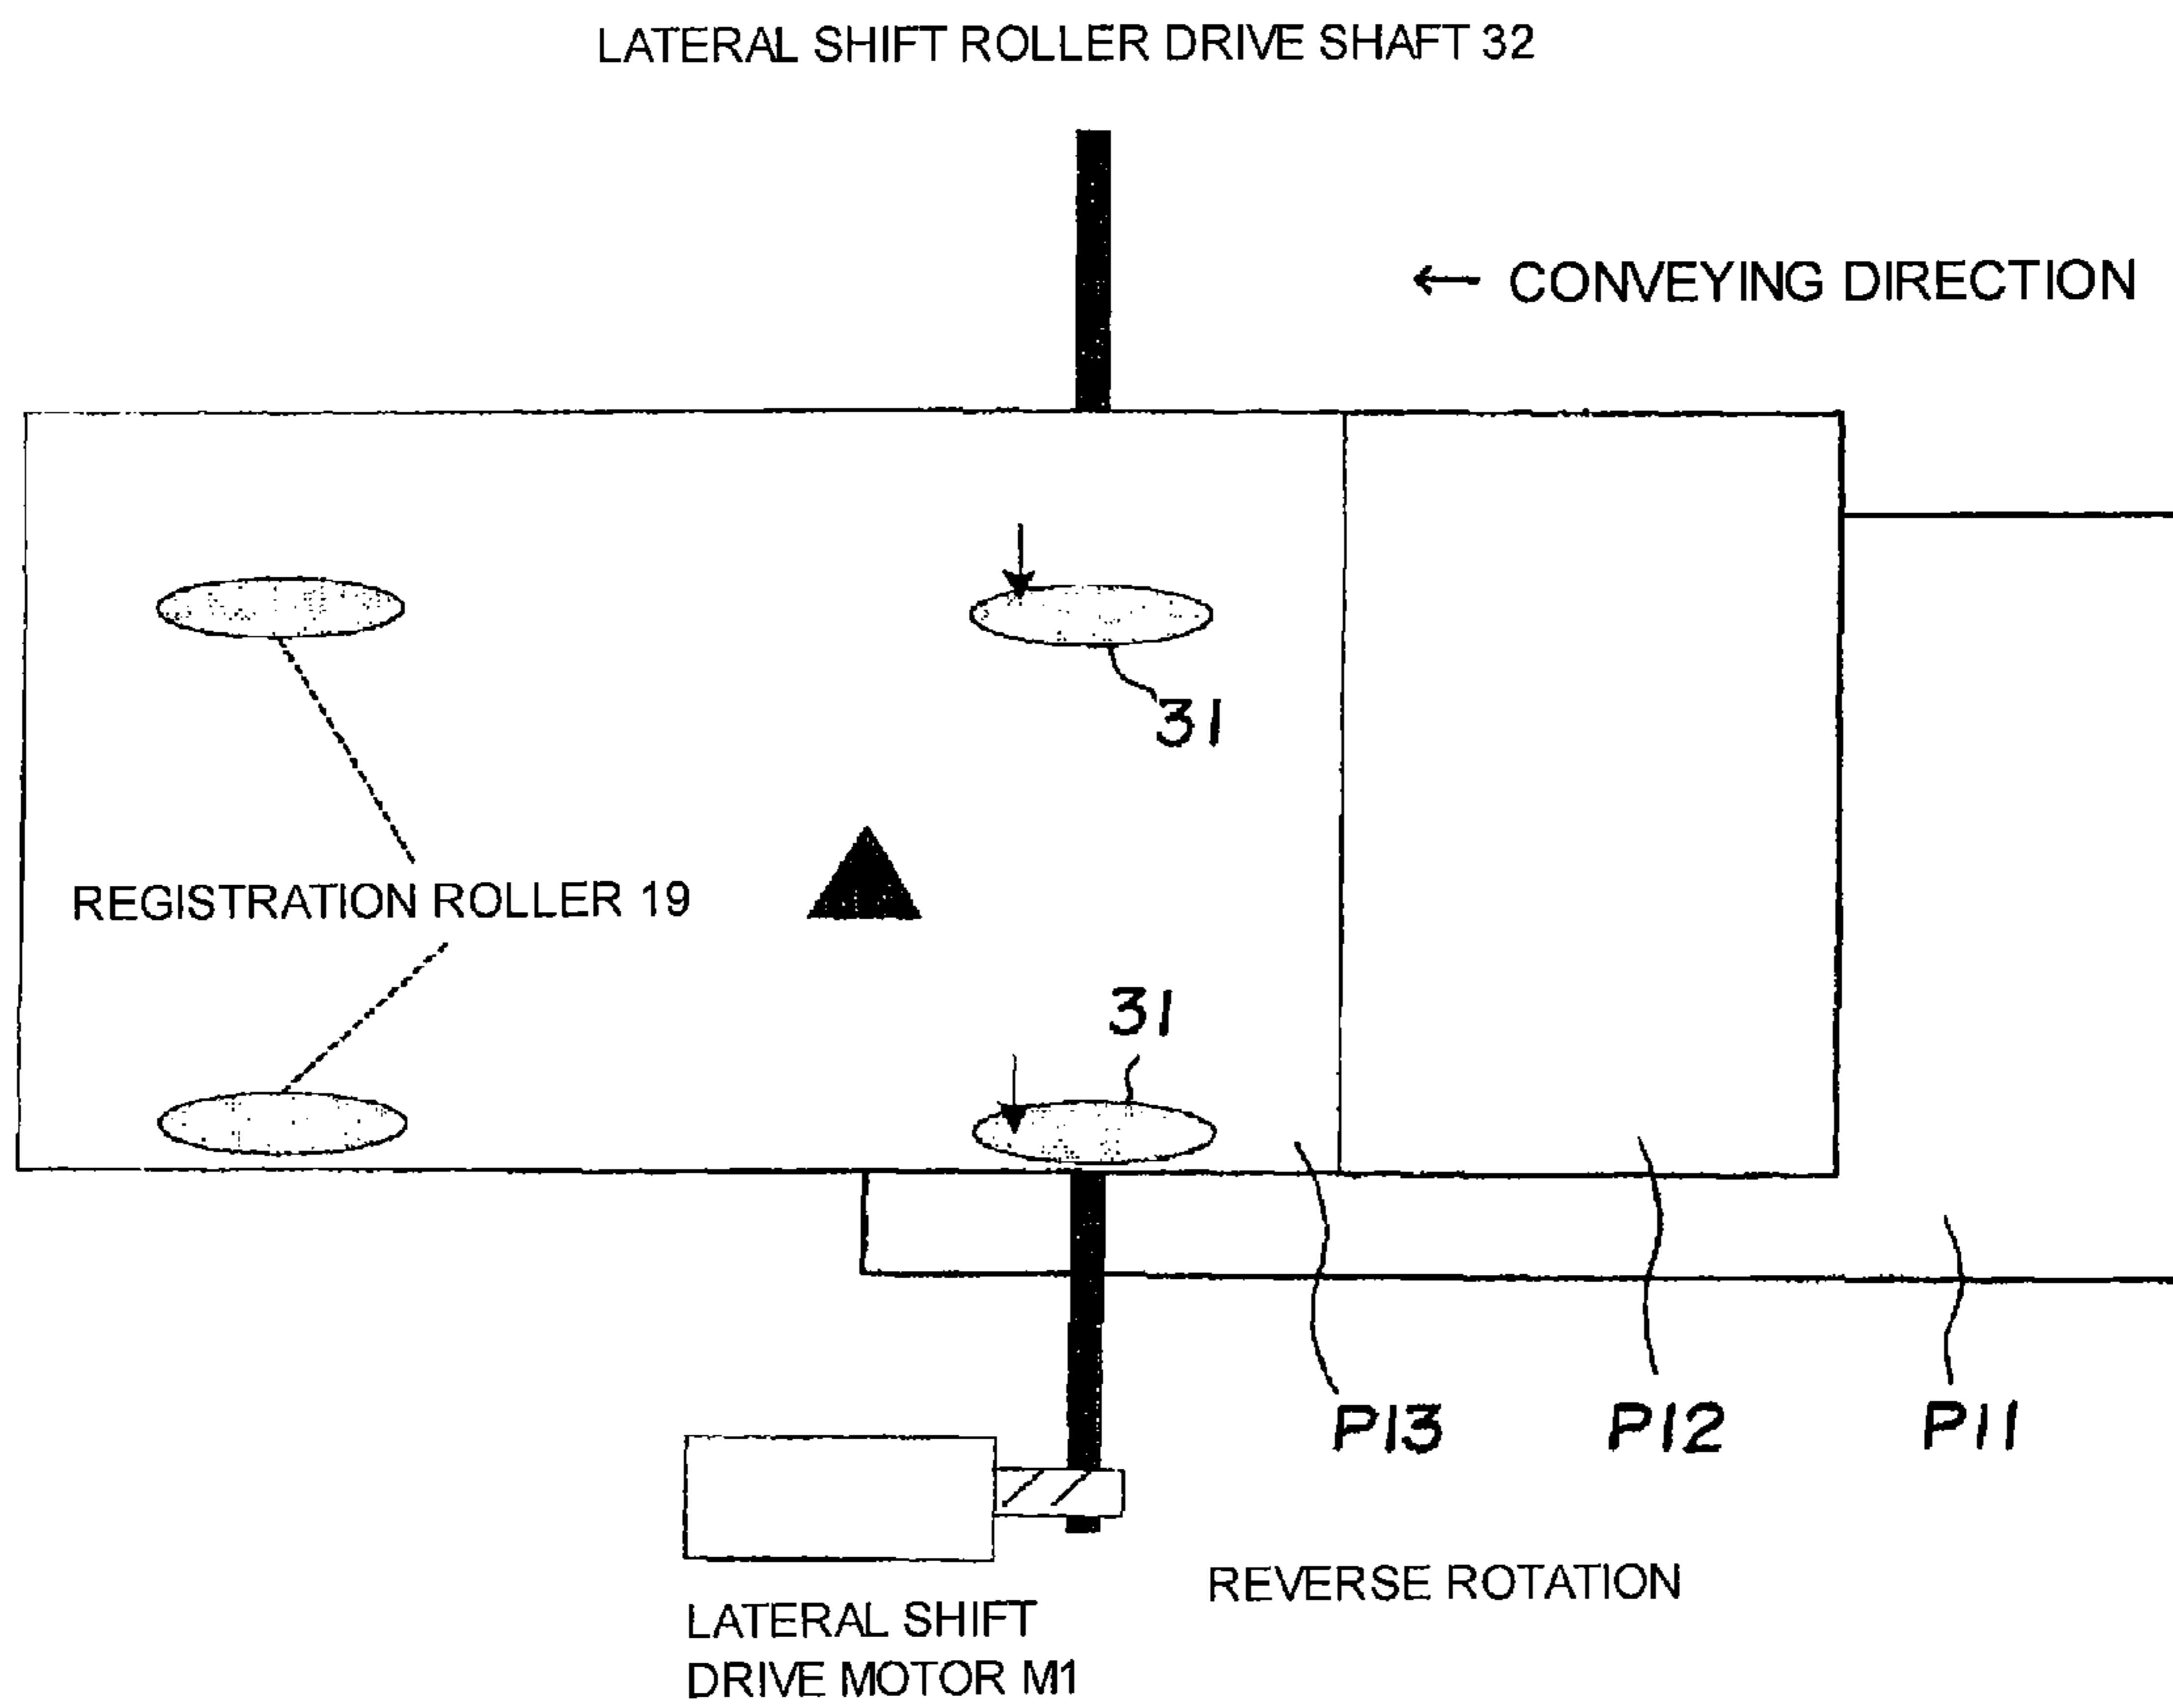 LATERAL SHIFT ROLLER DRIVE SHAFT 32
← CONVEYING DIRECTION
31
REGISTRATION ROLLER 19
31
P13
P12
P11
REVERSE ROTATION
LATERAL SHIFT
DRIVE MOTOR M1